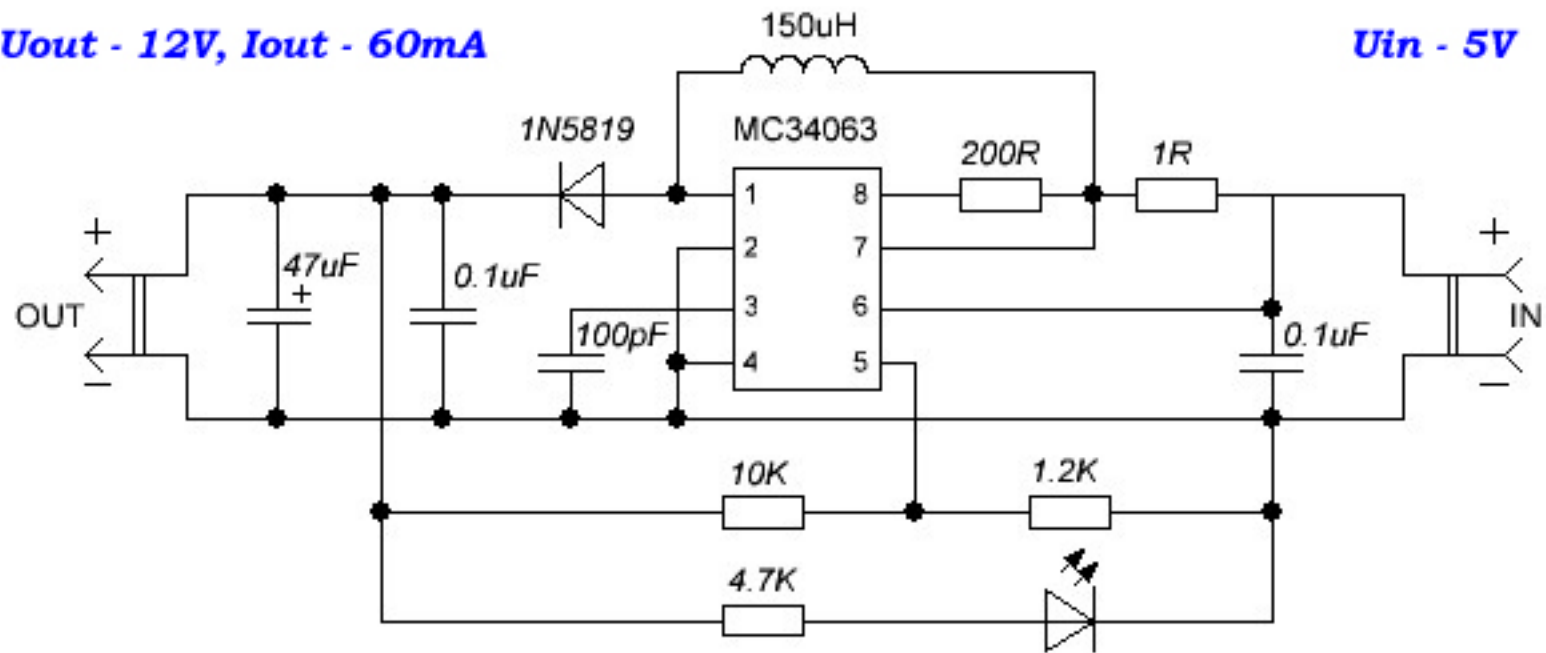 Uout - 12V, Iout - 60mA
150uH
Uin - 5V
1N5819
MC34063
200R
1R
1
8
+
47uF
+
0.1uF
2
7
+
OUT
3
6
100pF
0.1uF
IN
4
5
−
−
10K
1.2K
4.7K